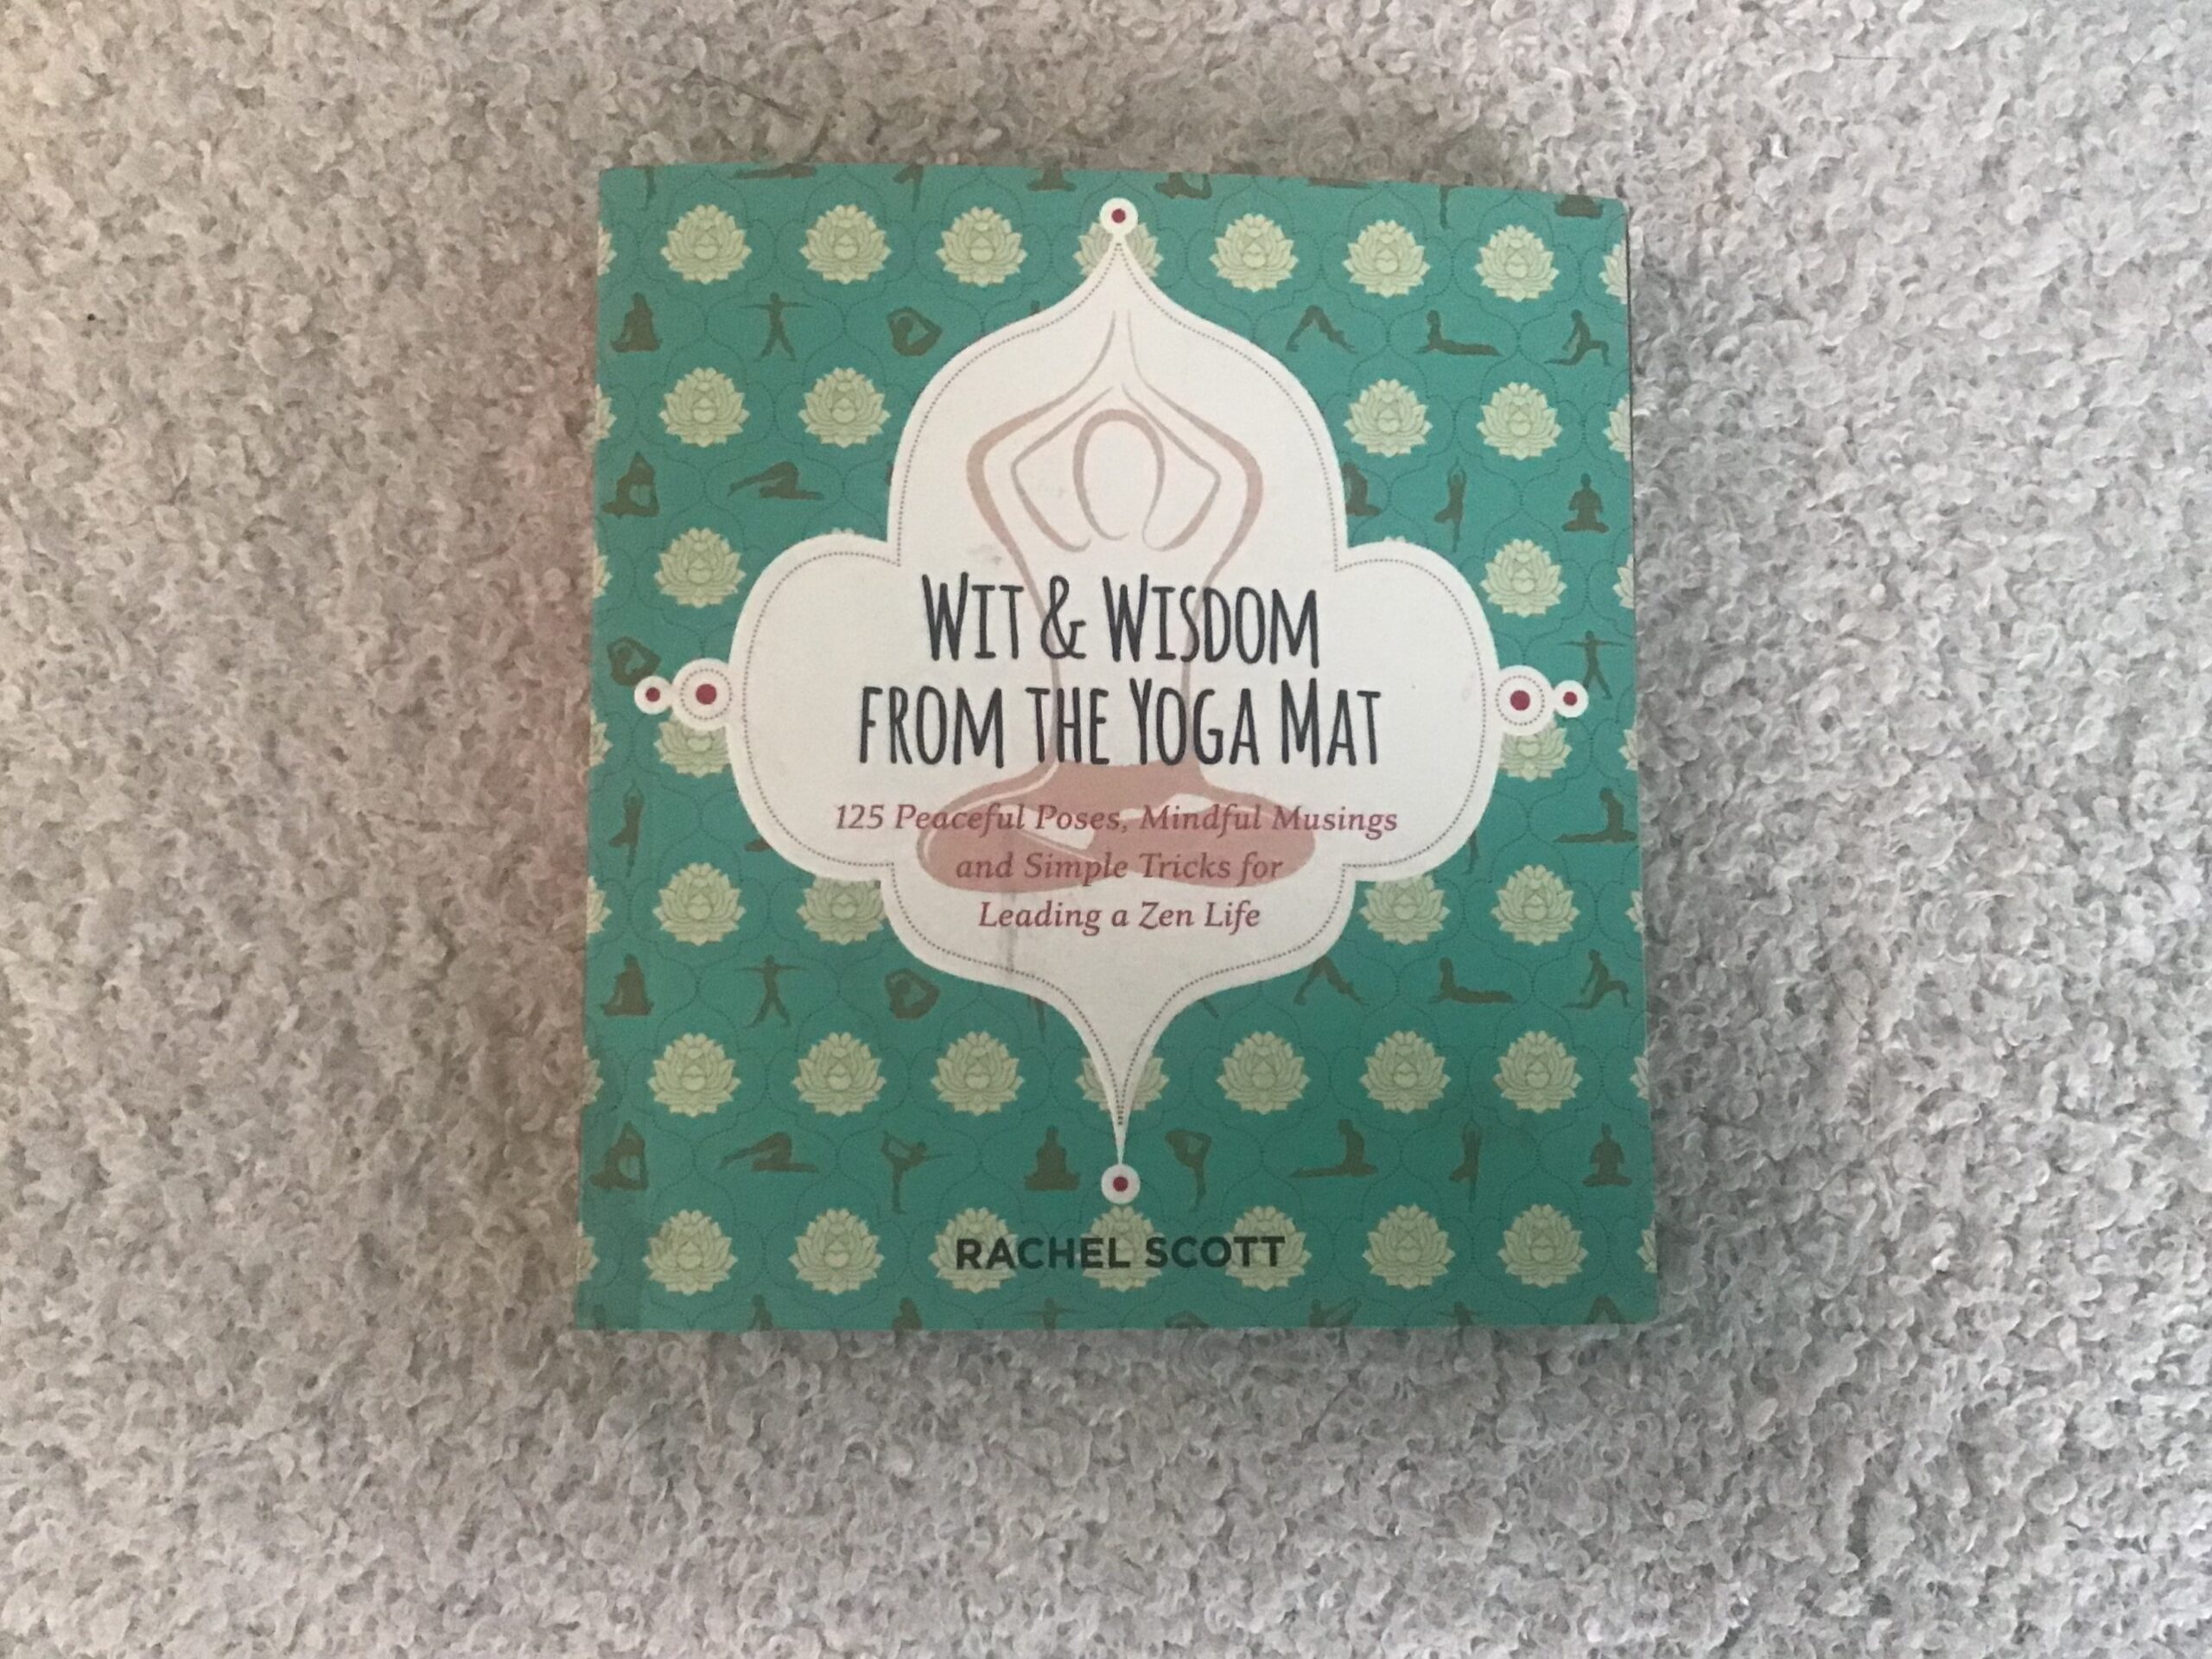 WIT & WISDOM
FROM THE YOGA MAT
125 Peaceful Poses, Mindful Musings
and Simple Tricks for
Leading a Zen Life
RACHEL SCOTT